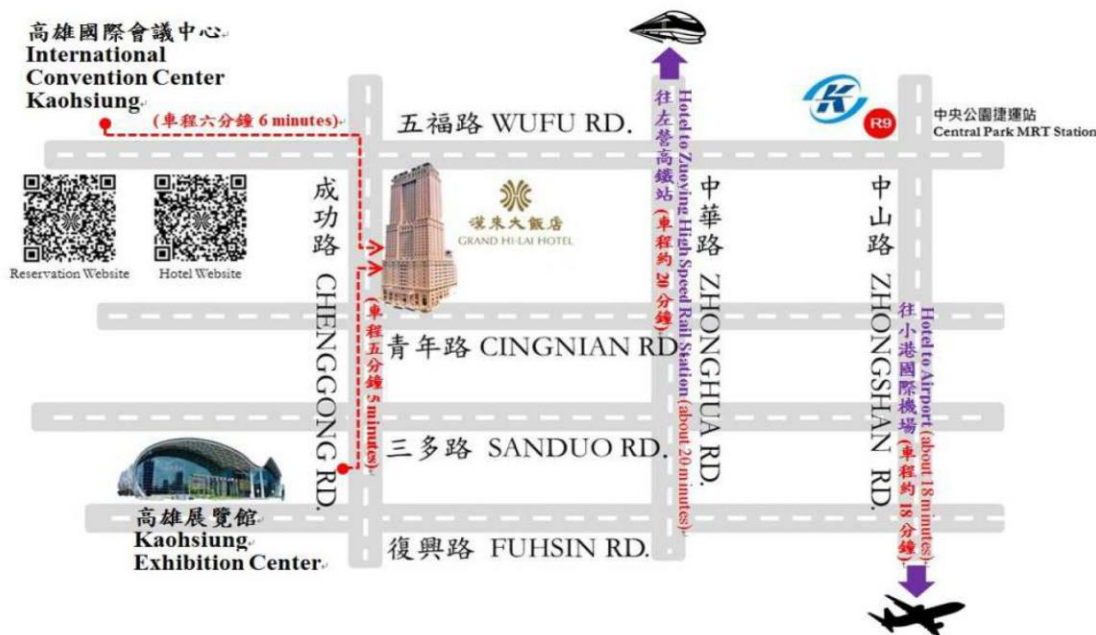 高雄國際會議中心
International
Convention Center
Kaohsiung
(車程六分鐘 6 minutes)
五福路 WUFU RD.
R9
中央公園捷運站
Central Park MRT Station
Reservation Website
Hotel Website
漢來大飯店
GRAND HI-LAI HOTEL
成功路 CHENGGONG RD.
(車程五分鐘 5 minutes)
往左營高鐵站 (車程約 20 分鐘)
Hotel to Zuoying High Speed Rail Station (about 20 minutes)
中華路 ZHONGHUA RD.
中山路 ZHONGSHAN RD.
往小港國際機場 (車程約 18 分鐘)
Hotel to Airport (about 18 minutes)
青年路 CINGNIAN RD
三多路 SANDUO RD.
高雄展覽館
Kaohsiung
Exhibition Center
復興路 FUHSIN RD.